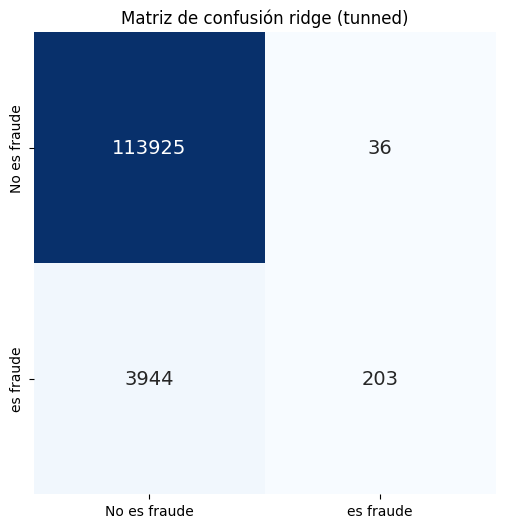 Matriz de confusión ridge (tunned)
No es fraude
113925
36
es fraude
3944
203
No es fraude
es fraude